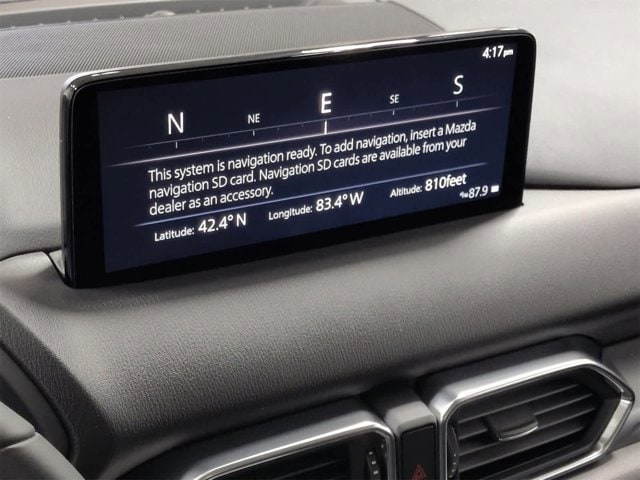 4:17pm
N NE E SE S
This system is navigation ready. To add navigation, insert a Mazda
navigation SD card. Navigation SD cards are available from your
dealer as an accessory.
Latitude: 42.4° N Longitude: 83.4° W Altitude: 810feet
87.9